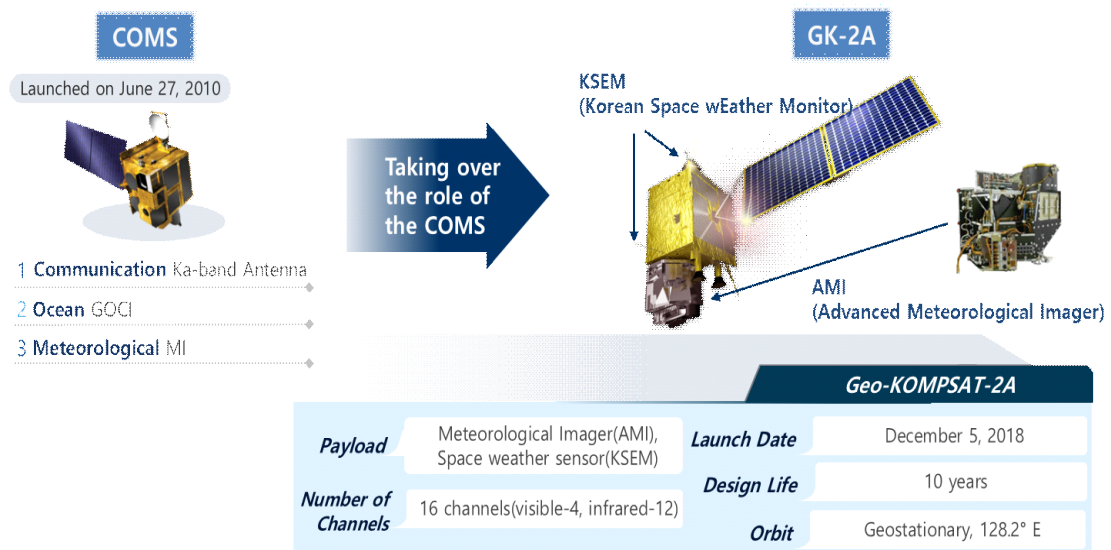 COMS
Launched on June 27, 2010
1 Communication Ka-band Antenna
2 Ocean GOCI
3 Meteorological MI
Taking over
the role of
the COMS
GK-2A
KSEM
(Korean Space wEather Monitor)
AMI
(Advanced Meteorological Imager)
Geo-KOMPSAT-2A
Payload
Meteorological Imager(AMI),
Space weather sensor(KSEM)
Number of
Channels
16 channels(visible-4, infrared-12)
Launch Date
December 5, 2018
Design Life
10 years
Orbit
Geostationary, 128.2° E